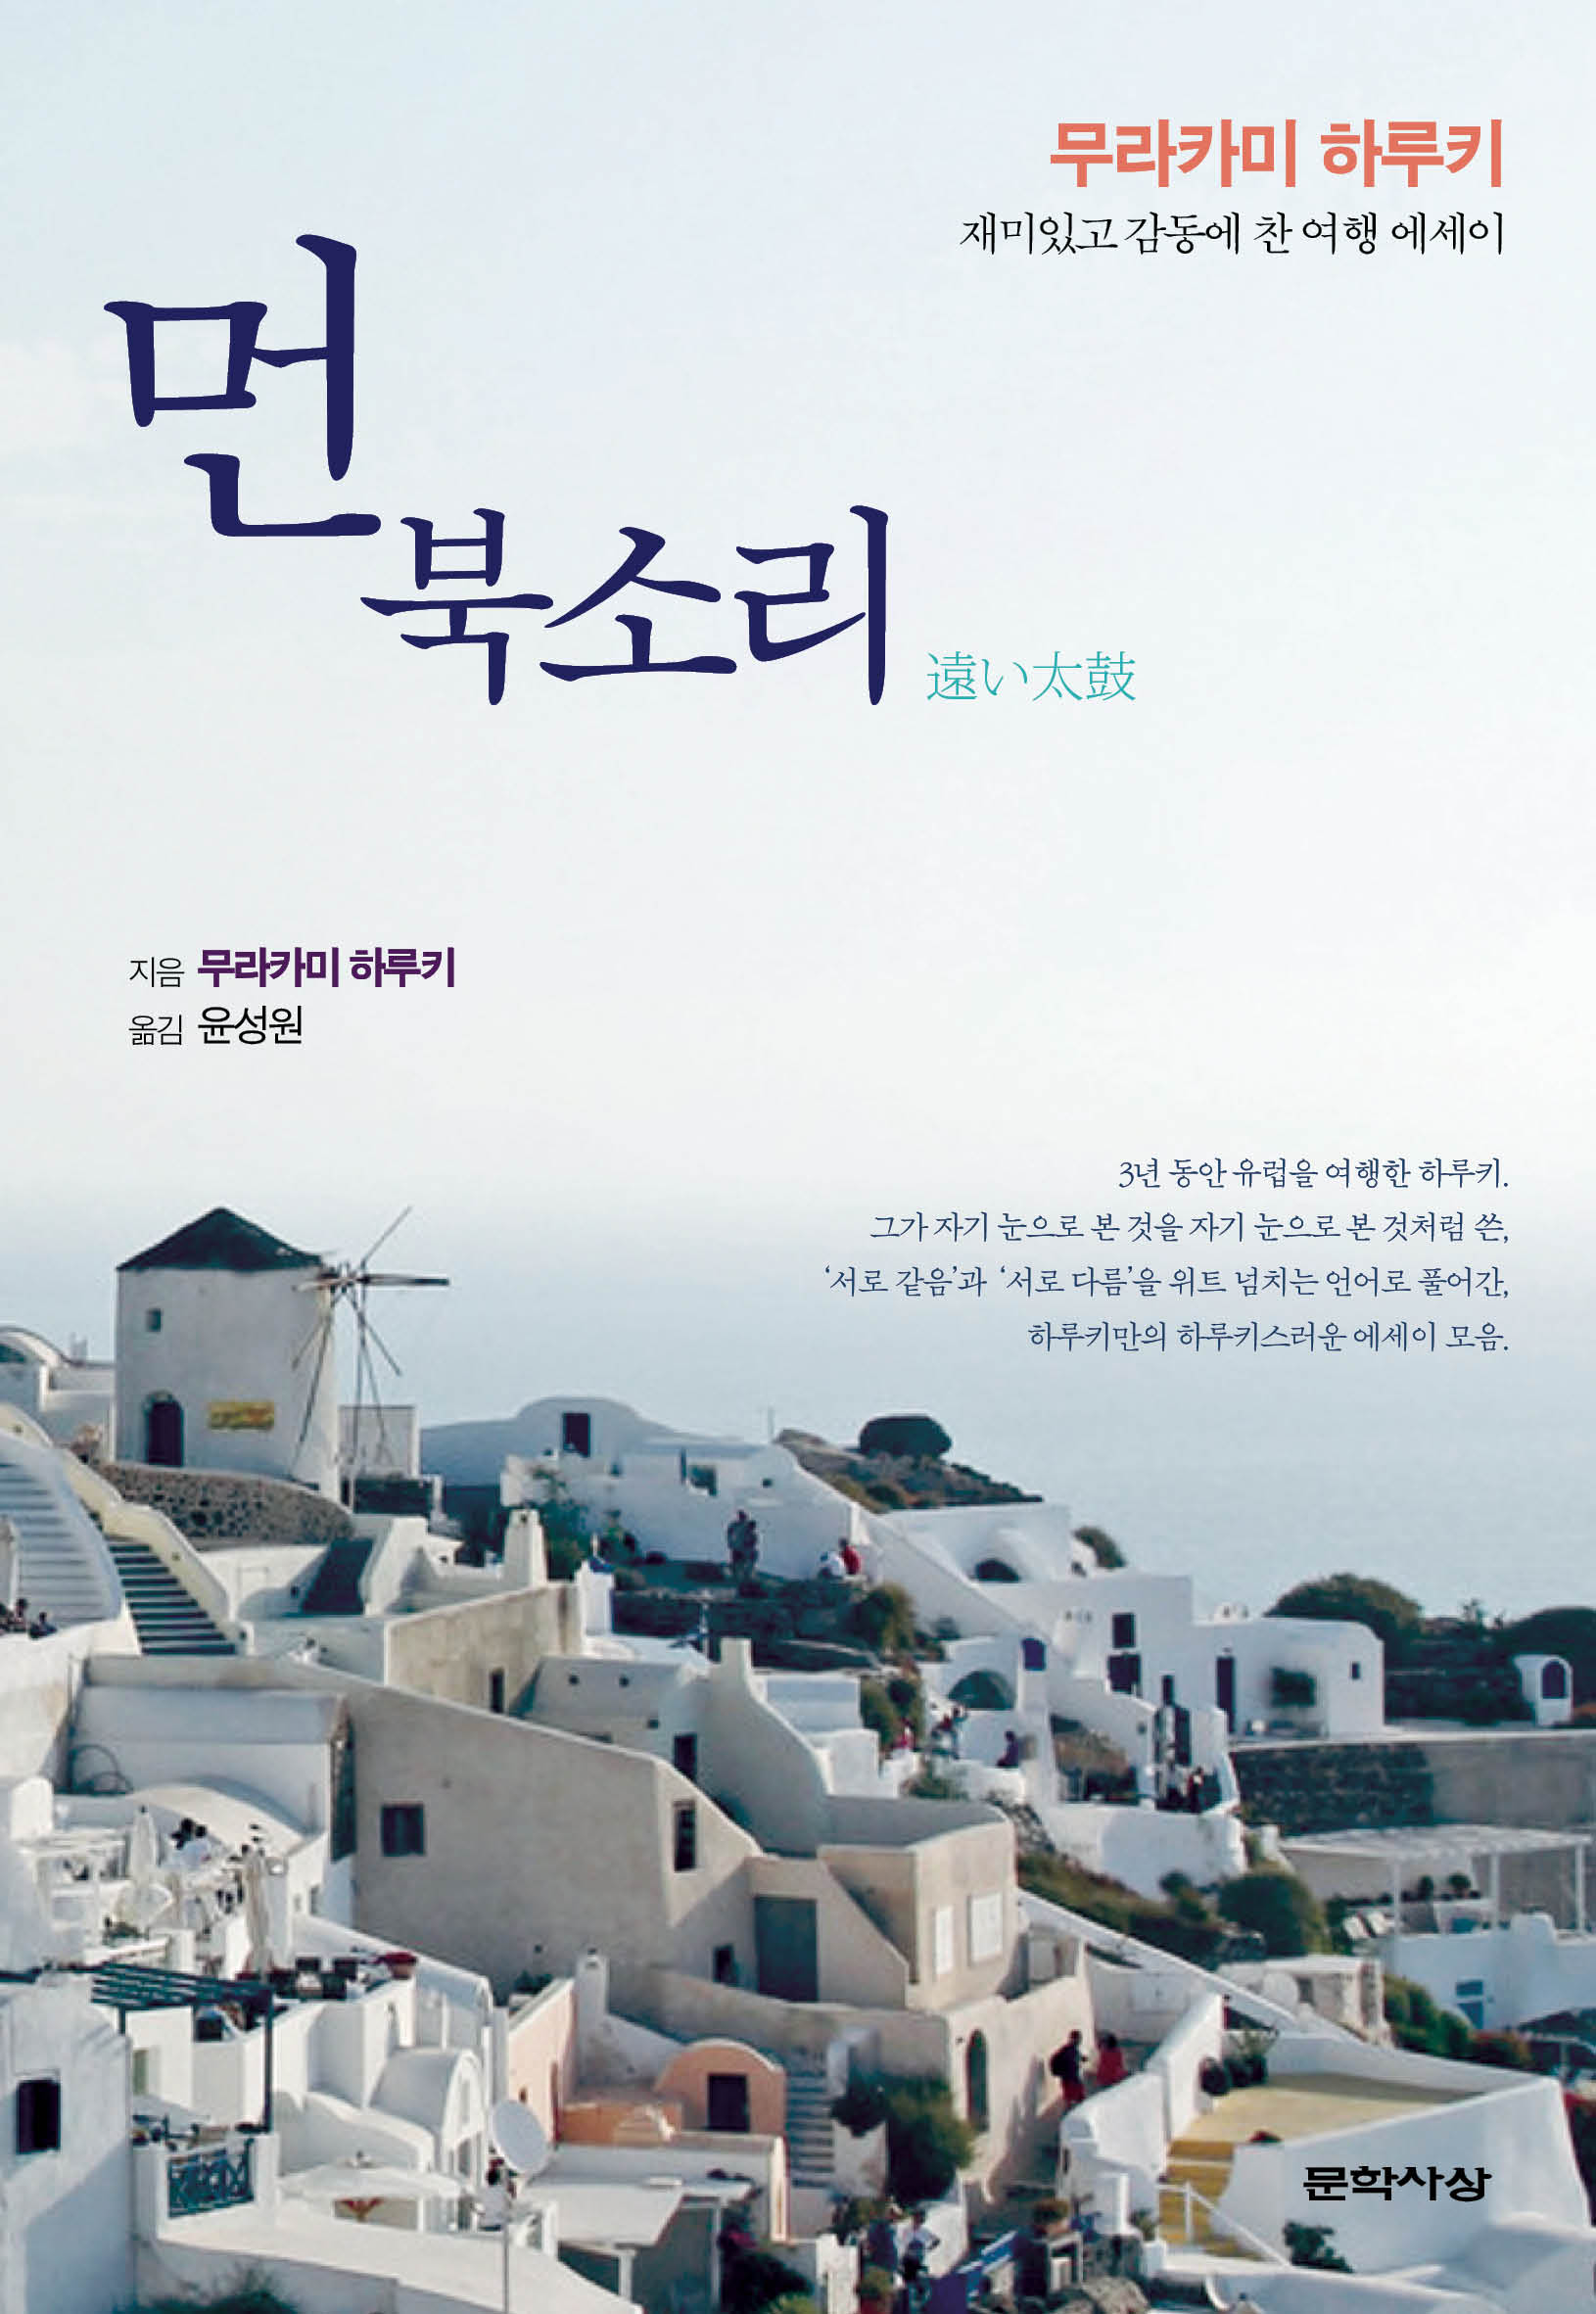 무라카미 하루키
재미있고 감동에 찬 여행 에세이
먼
북소리 遠い太鼓
지음 무라카미 하루키
옮김 윤성원
3년 동안 유럽을 여행한 하루키.
그가 자기 눈으로 본 것을 자기 눈으로 본 것처럼 쓴,
‘서로 같음’과 ‘서로 다름’을 위트 넘치는 언어로 풀어간,
하루키만의 하루키스러운 에세이 모음.
문학사상